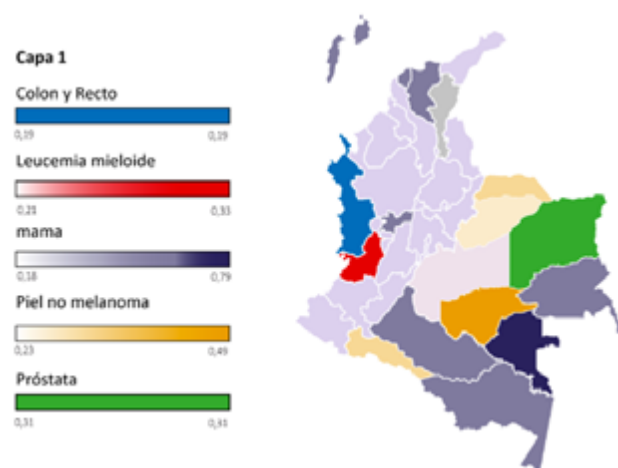 Capa 1
Colon y Recto
0,19 0,19
Leucemia mieloide
0,21 0,33
mama
0,18 0,79
Piel no melanoma
0,23 0,49
Próstata
0,31 0,31